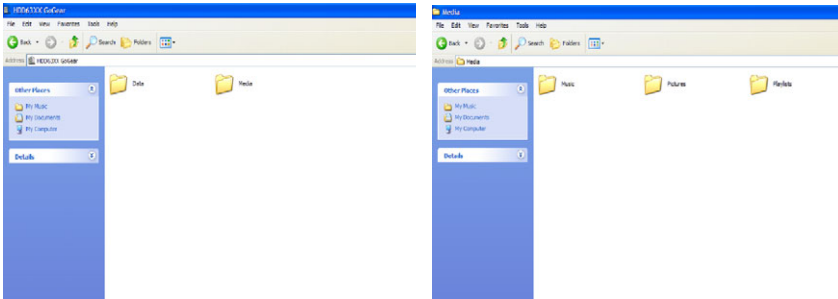 HDD63XX GoGear
File Edit View Favorites Tools Help
Back Search Folders
Address HDD63XX GoGear
Other Places
My Music
My Documents
My Computer
Details
Data
Media
Media
File Edit View Favorites Tools Help
Back Search Folders
Address Media
Other Places
My Music
My Documents
My Computer
Details
Music
Pictures
Playlists